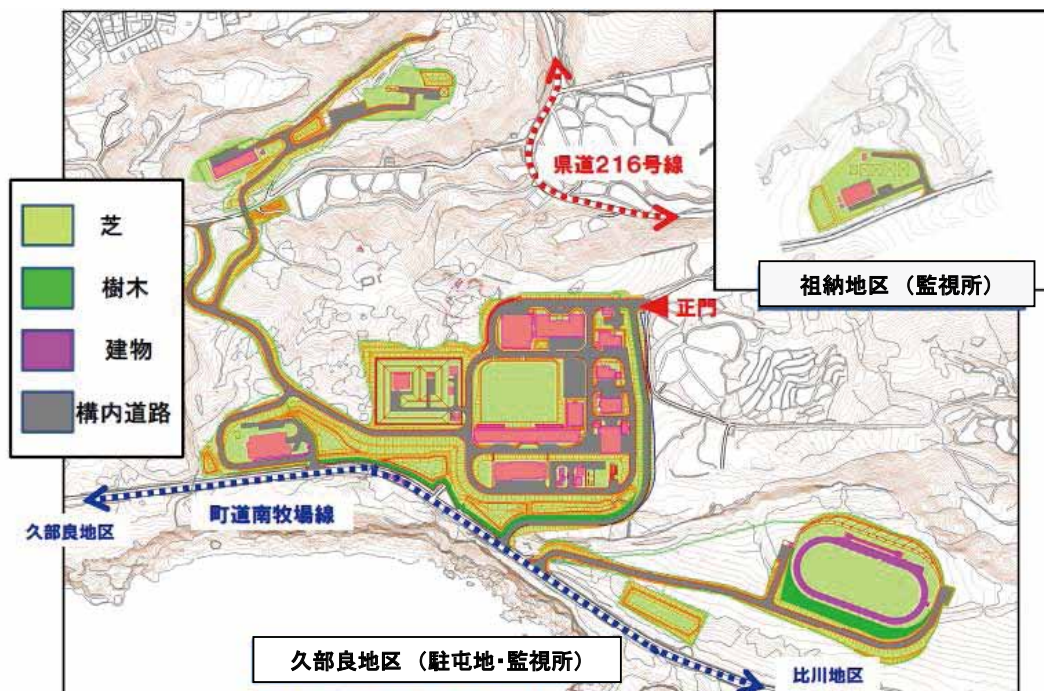 県道216号線
芝
樹木
建物
構内道路
祖納地区 (監視所)
正門
久部良地区
町道南牧場線
久部良地区 (駐屯地・監視所)
比川地区